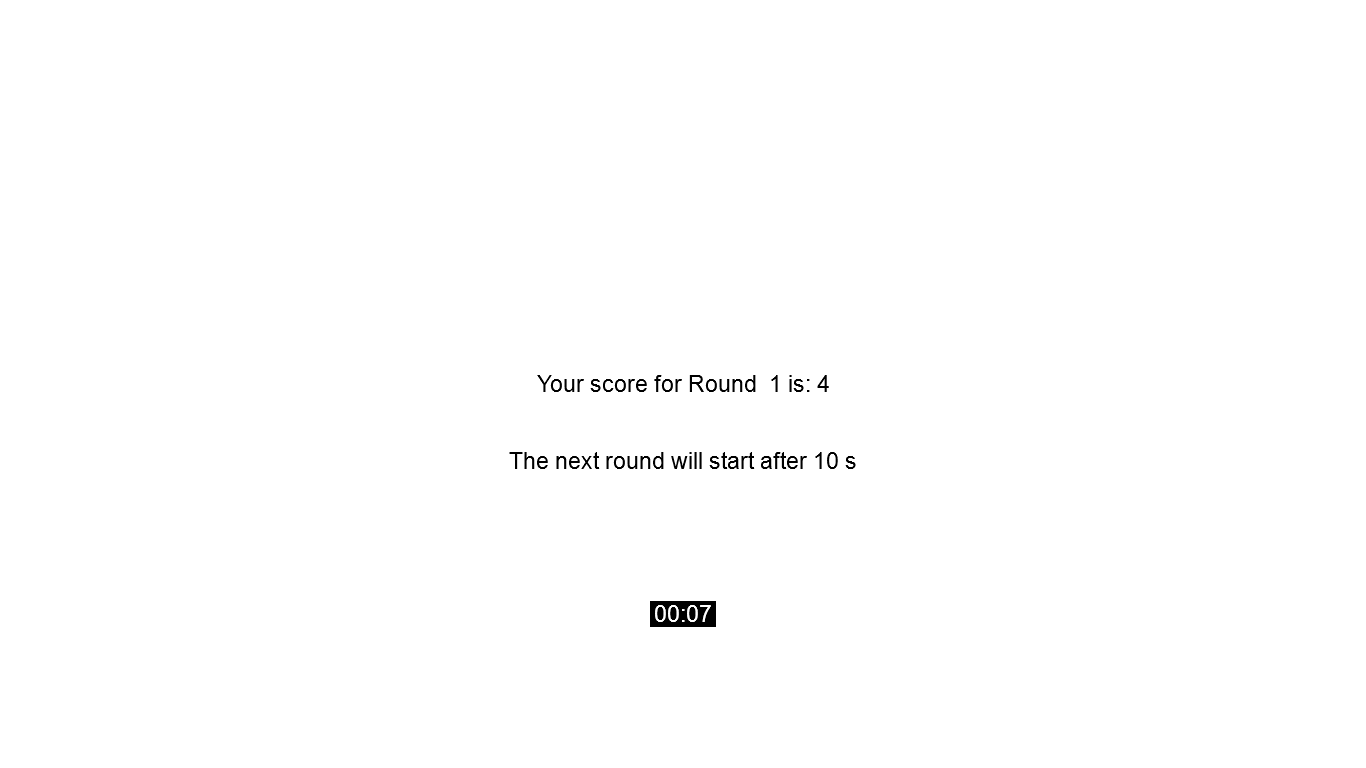 Your score for Round  1 is: 4
The next round will start after 10 s
00:07